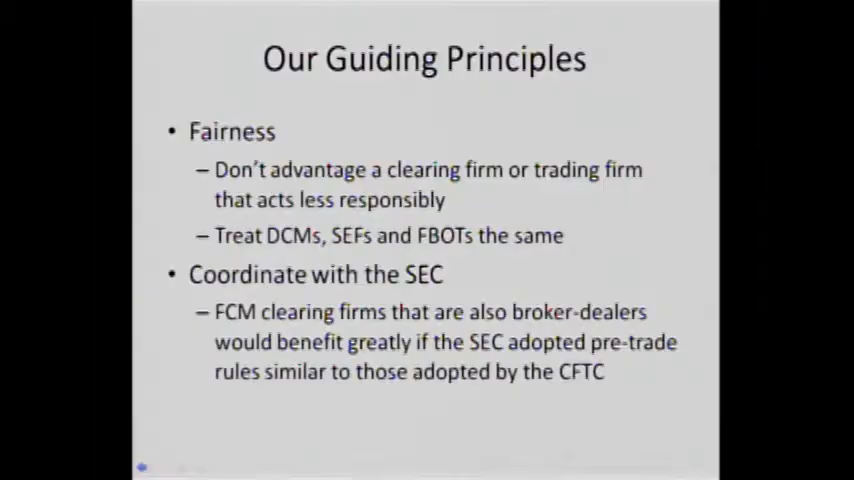 Our Guiding Principles
• Fairness
– Don't advantage a clearing firm or trading firm
that acts less responsibly
– Treat DCMs, SEFs and FBOTs the same
• Coordinate with the SEC
– FCM clearing firms that are also broker-dealers
would benefit greatly if the SEC adopted pre-trade
rules similar to those adopted by the CFTC